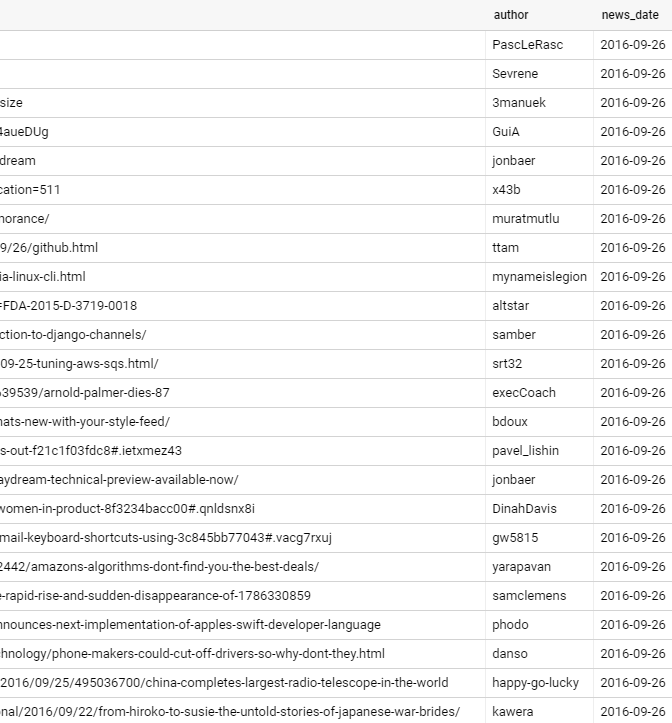 author news_date
PascLeRasc 2016-09-26
Sevrene 2016-09-26
size 3manuek 2016-09-26
4aueDUg GuiA 2016-09-26
dream jonbaer 2016-09-26
cation=511 x43b 2016-09-26
norance/ muratmutlu 2016-09-26
9/26/github.html ttam 2016-09-26
ia-linux-cli.html mynameislegion 2016-09-26
=FDA-2015-D-3719-0018 altstar 2016-09-26
ction-to-django-channels/ samber 2016-09-26
09-25-tuning-aws-sqs.html/ srt32 2016-09-26
639539/arnold-palmer-dies-87 execCoach 2016-09-26
hats-new-with-your-style-feed/ bdoux 2016-09-26
s-out-f21c1f03fdc8#.ietxmez43 pavel_lishin 2016-09-26
aydream-technical-preview-available-now/ jonbaer 2016-09-26
women-in-product-8f3234bacc00#.qnldsnx8i DinahDavis 2016-09-26
mail-keyboard-shortcuts-using-3c845bb77043#.vacg7rxuj gw5815 2016-09-26
2442/amazons-algorithms-dont-find-you-the-best-deals/ yarapavan 2016-09-26
e-rapid-rise-and-sudden-disappearance-of-1786330859 samclemens 2016-09-26
nnounces-next-implementation-of-apples-swift-developer-language phodo 2016-09-26
chnology/phone-makers-could-cut-off-drivers-so-why-dont-they.html danso 2016-09-26
2016/09/25/495036700/china-completes-largest-radio-telescope-in-the-world happy-go-lucky 2016-09-26
onal/2016/09/22/from-hiroko-to-susie-the-untold-stories-of-japanese-war-brides/ kawera 2016-09-26